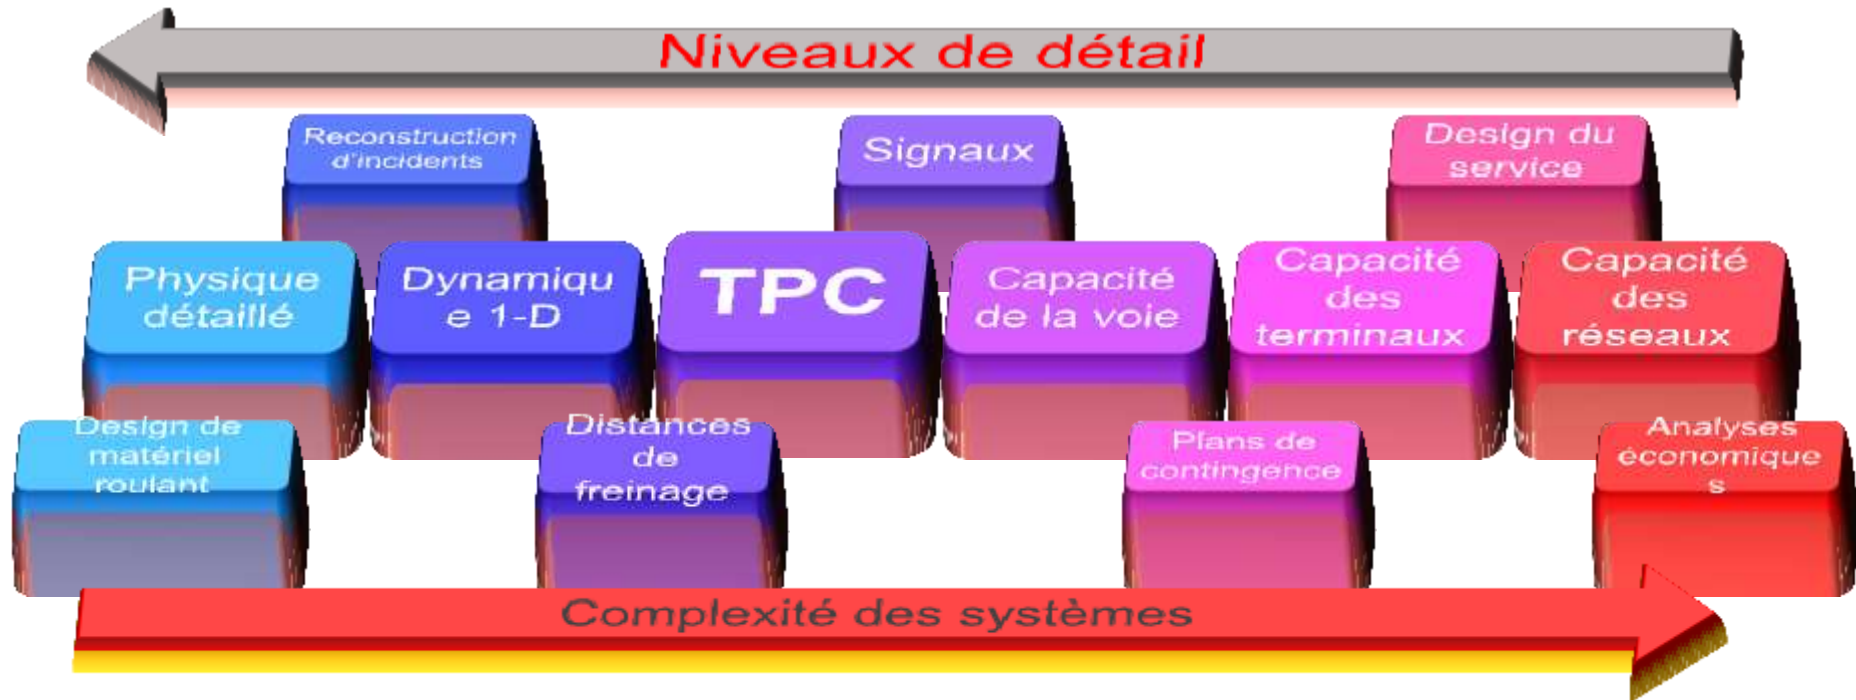 Niveaux de détail
Reconstruction
d'incidents
Signaux
Design du
service
Physique
détaillé
Dynamiqu
e 1-D
TPC
Capacité
de la voie
Capacité
des
terminaux
Capacité
des
réseaux
Design de
matériel
roulant
Distances
de
freinage
Plans de
contingence
Analyses
économique
s
Complexité des systèmes